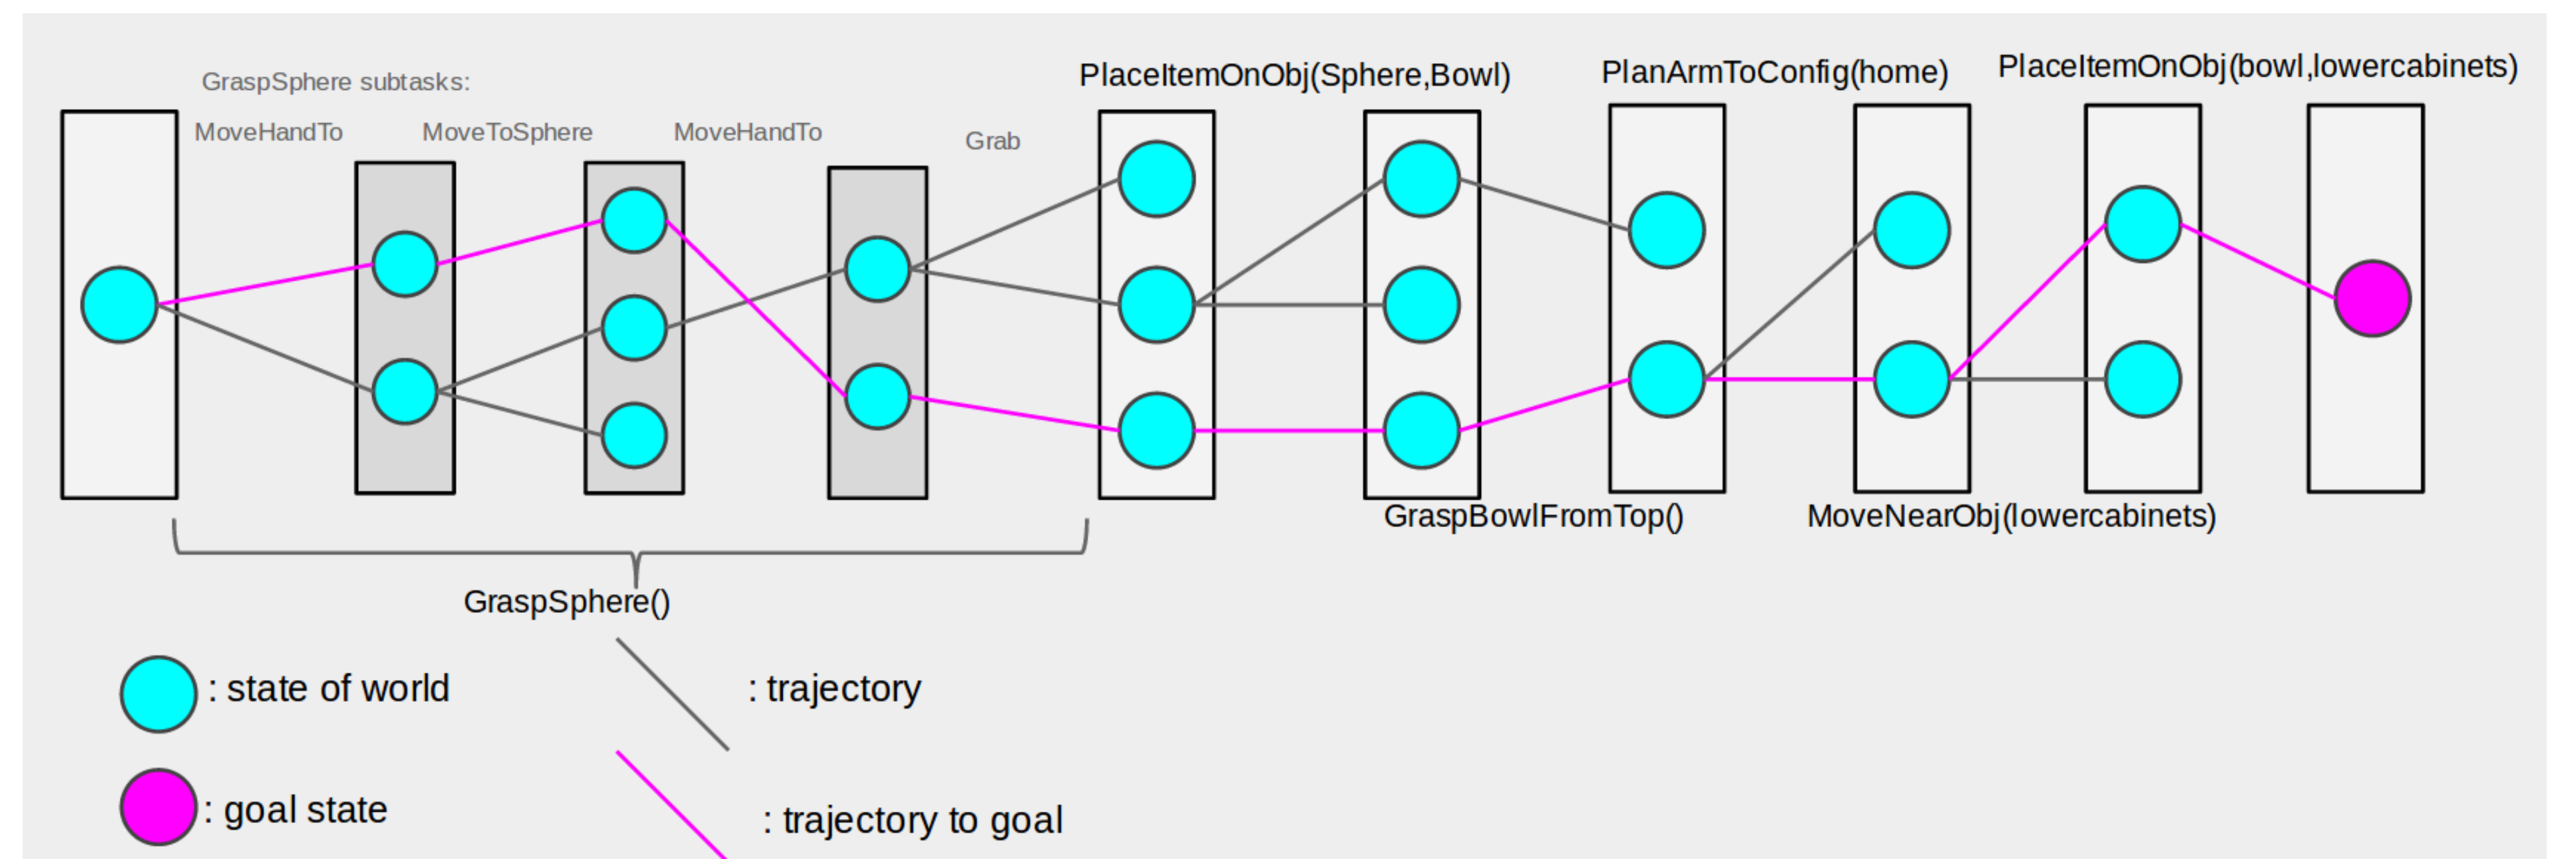 GraspSphere subtasks:
MoveHandTo
MoveToSphere
MoveHandTo
Grab
PlaceItemOnObj(Sphere,Bowl)
PlanArmToConfig(home)
PlaceItemOnObj(bowl,lowercabinets)
GraspBowlFromTop()
MoveNearObj(lowercabinets)
GraspSphere()
: state of world
: trajectory
: goal state
: trajectory to goal